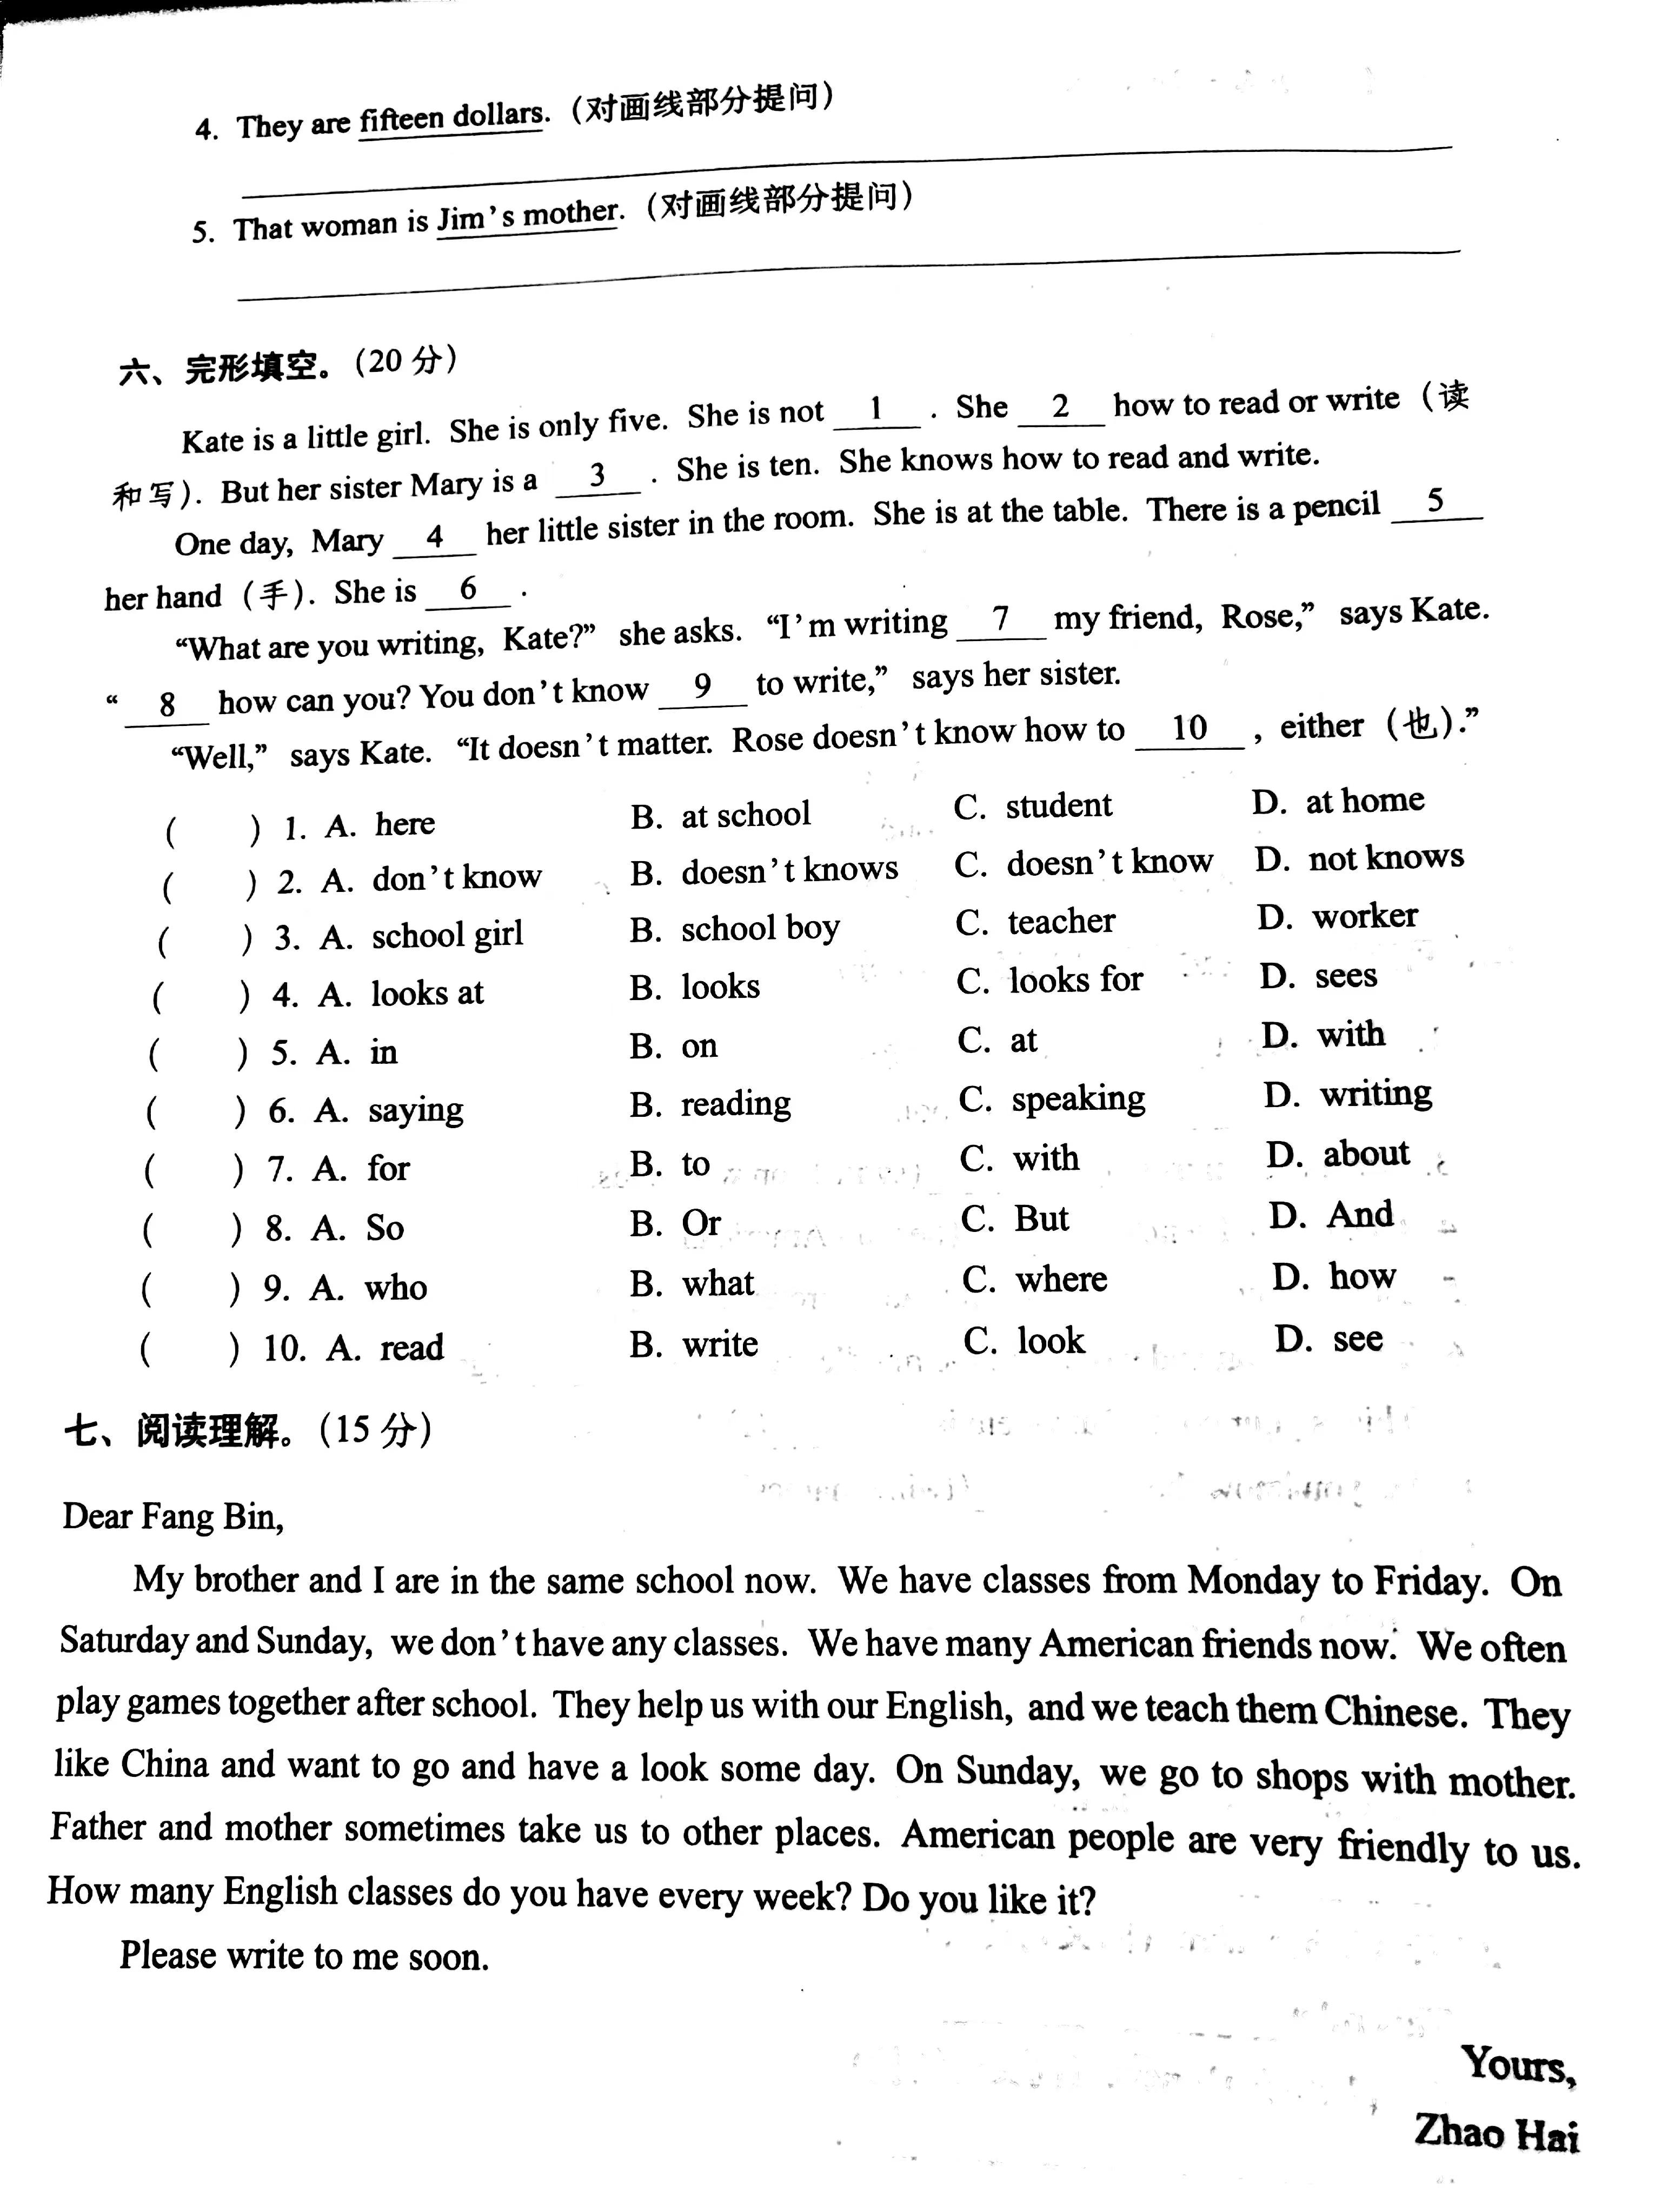 4. They are fifteen dollars.（对画线部分提问）
5. That woman is Jim's mother.（对画线部分提问）
六、完形填空。（20 分）
Kate is a little girl. She is only five. She is not 1 . She 2 how to read or write（读
和写）. But her sister Mary is a 3 . She is ten. She knows how to read and write.
One day, Mary 4 her little sister in the room. She is at the table. There is a pencil 5
her hand（手）. She is 6 .
“What are you writing, Kate?” she asks. “I'm writing 7 my friend, Rose,” says Kate.
“ 8 how can you? You don't know 9 to write,” says her sister.
“Well,” says Kate. “It doesn't matter. Rose doesn't know how to 10 , either（也）.”
( ) 1. A. here B. at school C. student D. at home
( ) 2. A. don't know B. doesn't knows C. doesn't know D. not knows
( ) 3. A. school girl B. school boy C. teacher D. worker
( ) 4. A. looks at B. looks C. looks for D. sees
( ) 5. A. in B. on C. at D. with
( ) 6. A. saying B. reading C. speaking D. writing
( ) 7. A. for B. to C. with D. about
( ) 8. A. So B. Or C. But D. And
( ) 9. A. who B. what C. where D. how
( ) 10. A. read B. write C. look D. see
七、阅读理解。（15 分）
Dear Fang Bin,
My brother and I are in the same school now. We have classes from Monday to Friday. On
Saturday and Sunday, we don't have any classes. We have many American friends now. We often
play games together after school. They help us with our English, and we teach them Chinese. They
like China and want to go and have a look some day. On Sunday, we go to shops with mother.
Father and mother sometimes take us to other places. American people are very friendly to us.
How many English classes do you have every week? Do you like it?
Please write to me soon.
Yours,
Zhao Hai